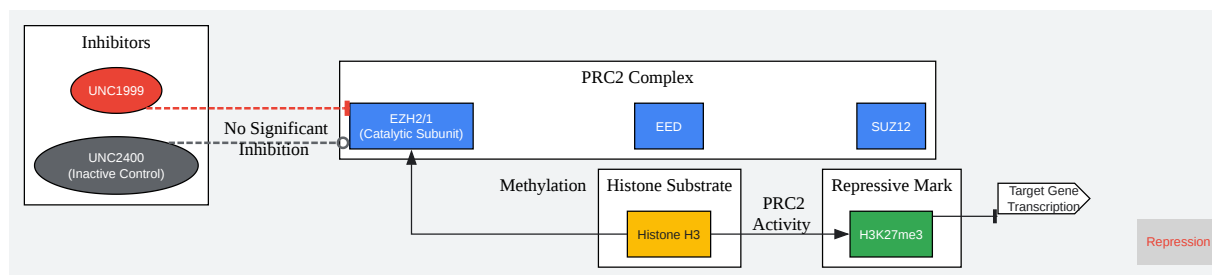 Inhibitors
UNC1999
UNC2400
(Inactive Control)
No Significant
Inhibition
PRC2 Complex
EZH2/1
(Catalytic Subunit)
EED
SUZ12
Methylation
Histone Substrate
Histone H3
PRC2
Activity
Repressive Mark
H3K27me3
Target Gene
Transcription
Repression